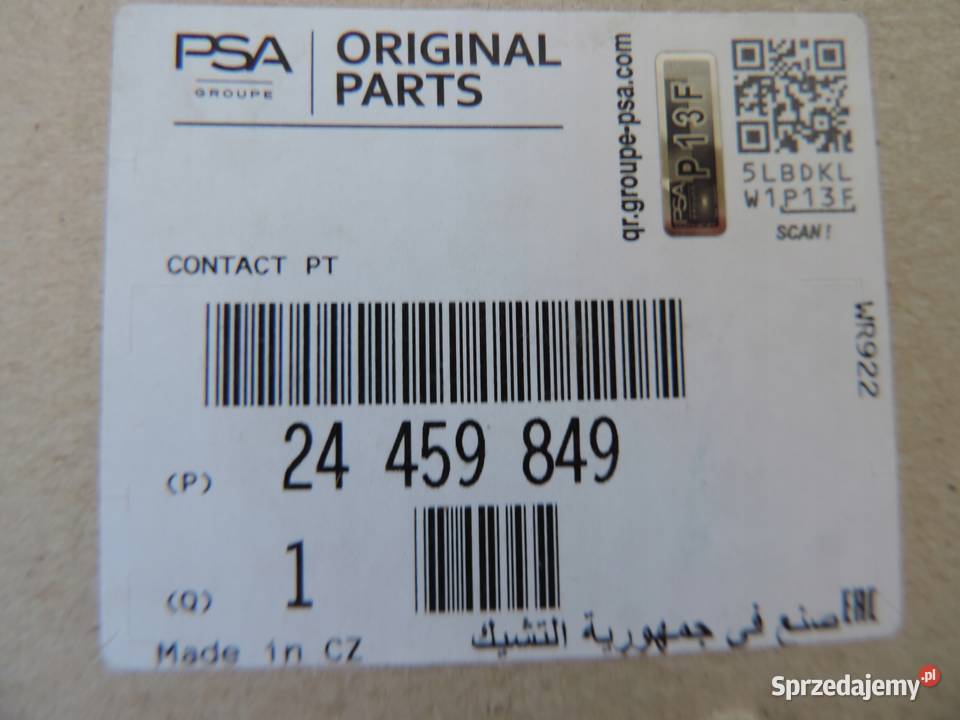 PSA
GROUPE
ORIGINAL
PARTS
qr.groupe-psa.com
PSA P13F
5LBDKL
W1P13F
SCAN!
CONTACT PT
WR922
(P) 24 459 849
(Q) 1
صنع في جمهورية التشيك
EAC
Made in CZ
Sprzedajemy.pl